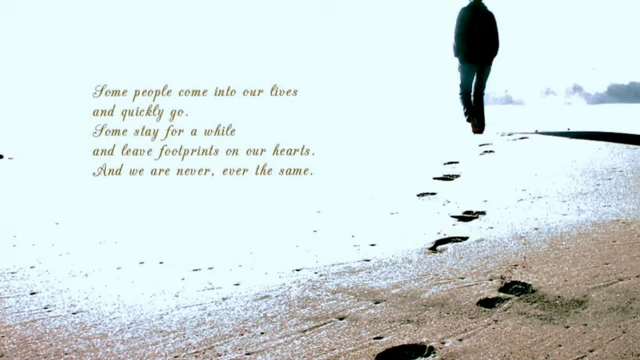 Some people come into our lives
and quickly go.
Some stay for a while
and leave footprints on our hearts.
And we are never, ever the same.